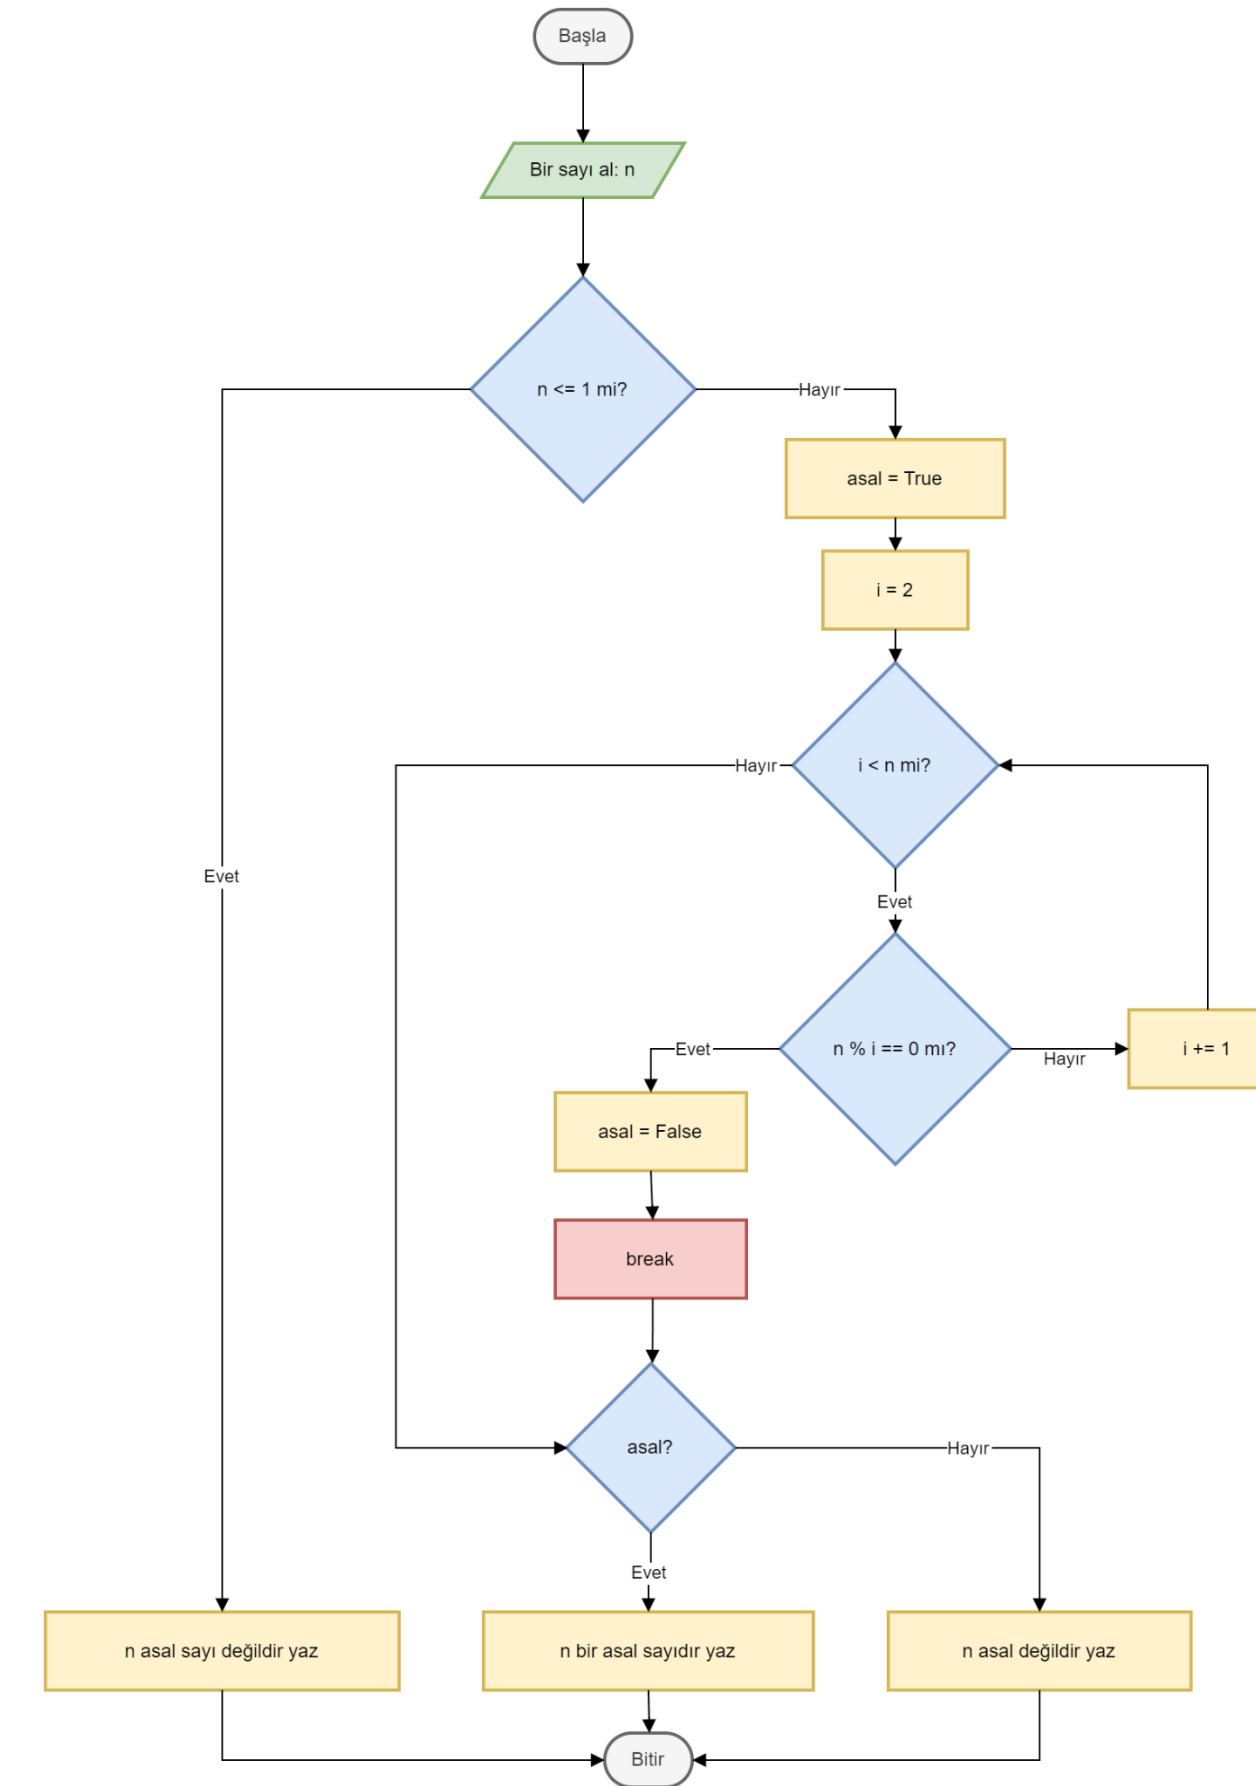 Başla
Bir sayı al: n
n <= 1 mi?
Hayır
asal = True
i = 2
i < n mi?
Hayır
Evet
Evet
n % i == 0 mı?
Evet
Hayır
i += 1
asal = False
break
asal?
Hayır
Evet
n asal sayı değildir yaz
n bir asal sayıdır yaz
n asal değildir yaz
Bitir